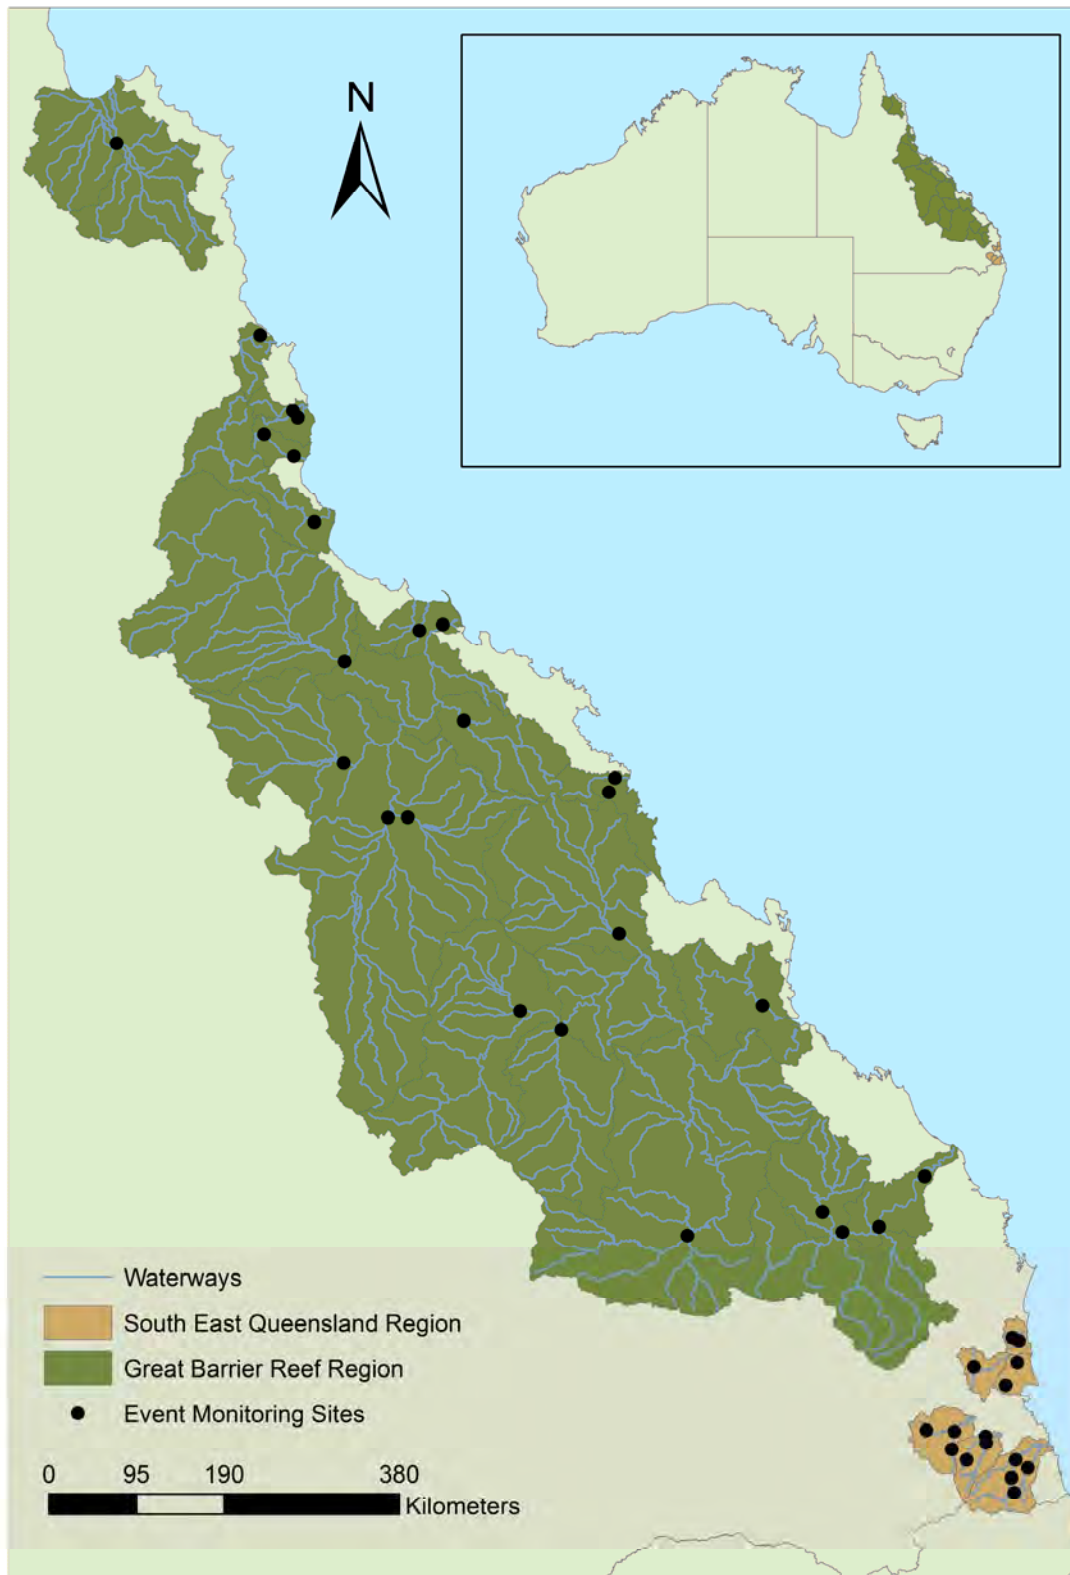 N
Waterways
South East Queensland Region
Great Barrier Reef Region
Event Monitoring Sites
0 95 190 380
Kilometers